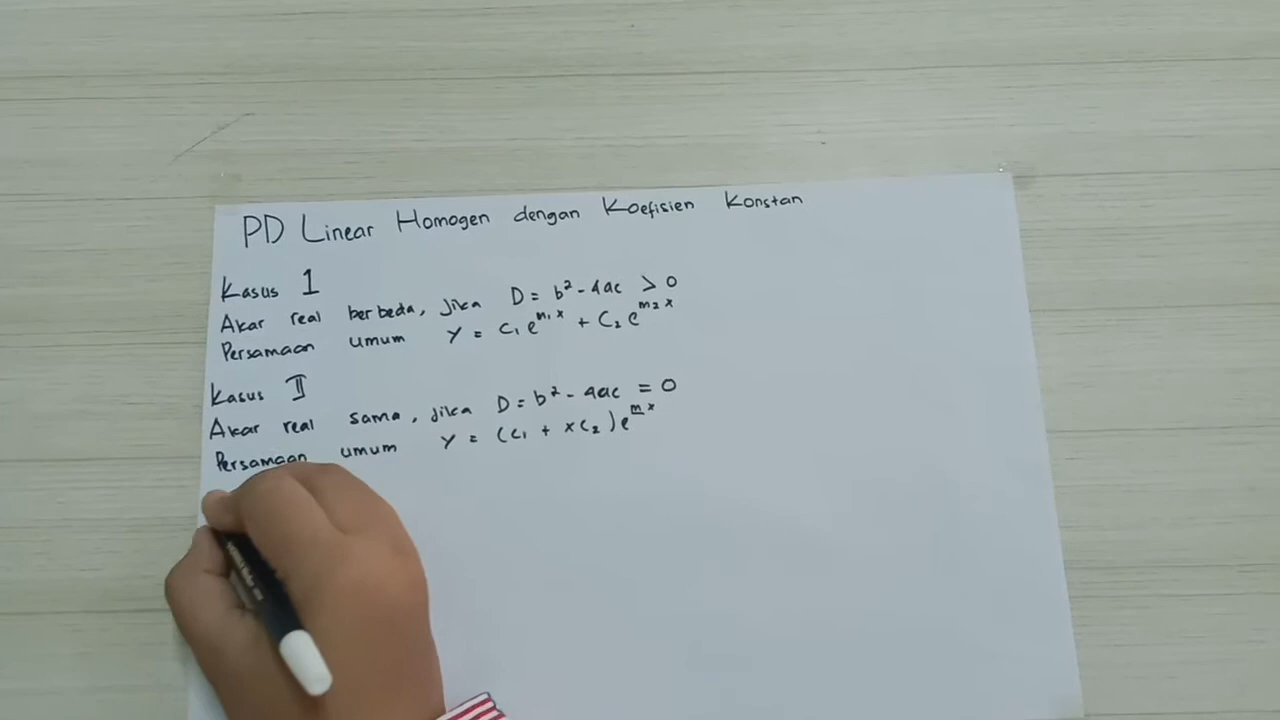 PD Linear Homogen dengan Koefisien Konstan
Kasus I
Akar real berbeda, Jika D = b² - 4ac > 0
Persamaan umum Y = C₁ e^m₁x + C₂ e^m₂x
Kasus II
Akar real sama, Jika D = b² - 4ac = 0
Persamaan umum Y = (C₁ + xC₂)e^mx